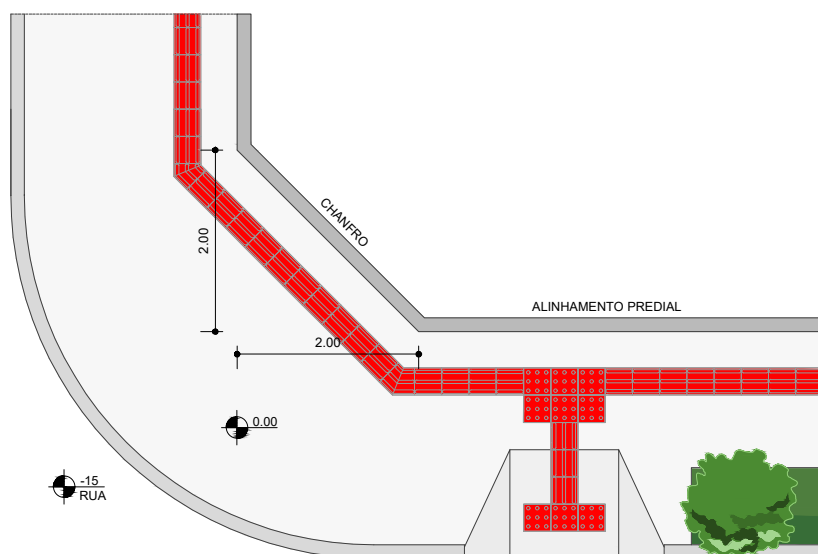 CHANFRO
2.00
ALINHAMENTO PREDIAL
2.00
0.00
-15
RUA